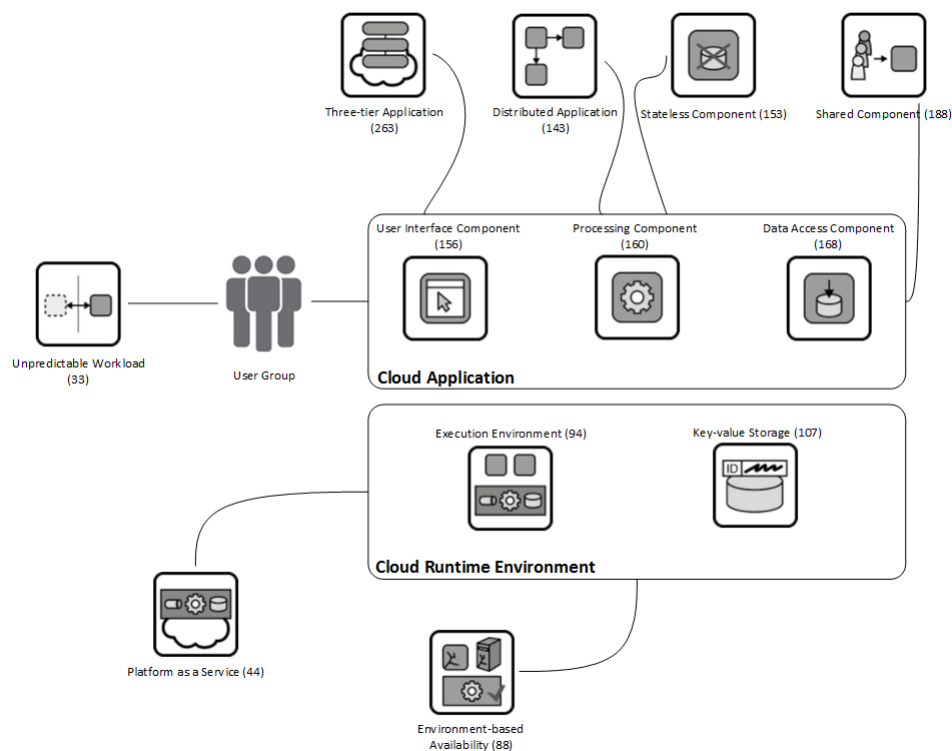 Three-tier Application
(263)
Distributed Application
(143)
Stateless Component (153)
Shared Component (188)
User Interface Component
(156)
Processing Component
(160)
Data Access Component
(168)
Unpredictable Workload
(33)
User Group
Cloud Application
Execution Environment (94)
Key-value Storage (107)
ID
Cloud Runtime Environment
Platform as a Service (44)
Environment-based
Availability (88)